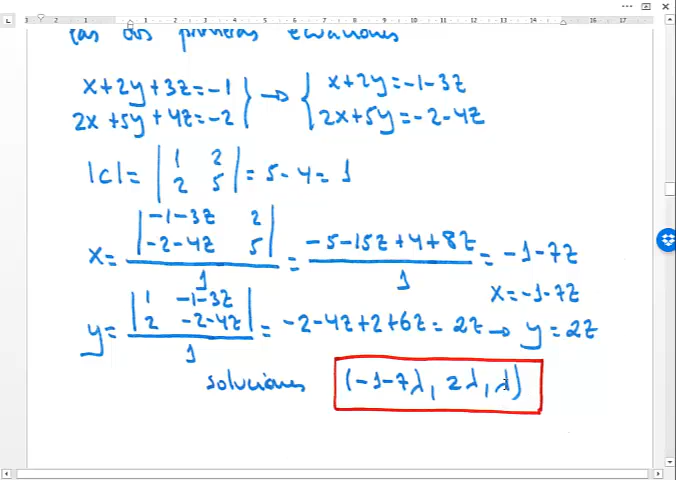 las dos primeras ecuaciones
x+2y+3z=-1 } → { x+2y=-1-3z
2x+5y+4z=-2 } { 2x+5y=-2-4z
|C|= |1 2; 2 5| = 5-4=1
x= |-1-3z 2; -2-4z 5| / 1 = -5-15z+4+8z / 1 = -1-7z
x=-1-7z
y= |1 -1-3z; 2 -2-4z| / 1 = -2-4z+2+6z=2z → y=2z
soluciones (-1-7λ, 2λ, λ)